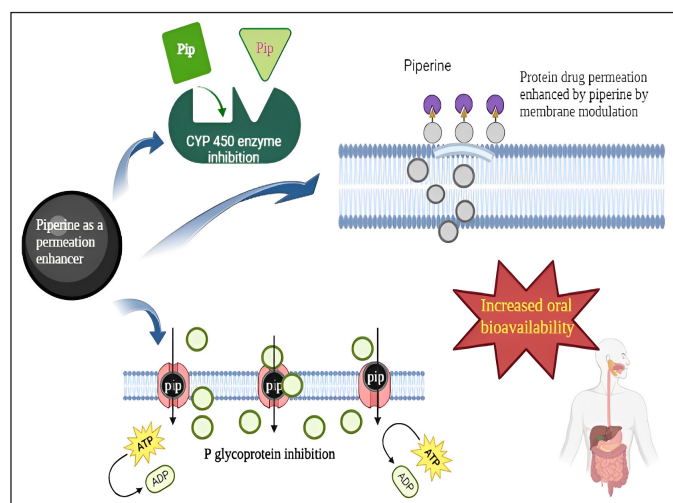 Pip
Pip
CYP 450 enzyme
inhibition
Piperine
Protein drug permeation
enhanced by piperine by
membrane modulation
Piperine as a
permeation
enhancer
Increased oral
bioavailability
pip
pip
pip
ATP
ADP
P glycoprotein inhibition
ATP
ADP